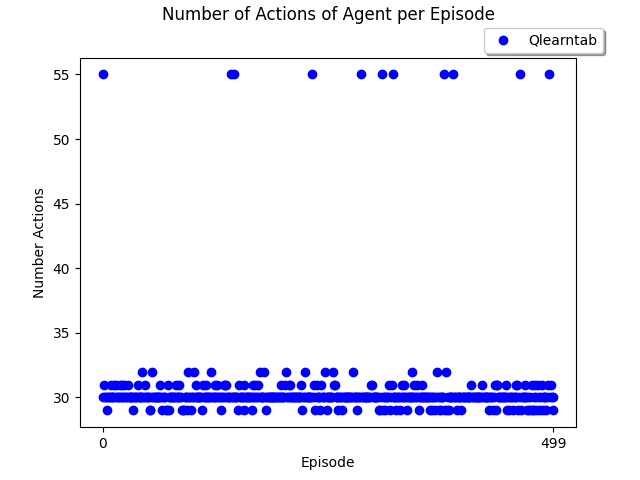 Number of Actions of Agent per Episode
Qlearntab
55
50
45
40
35
30
Number Actions
0
499
Episode